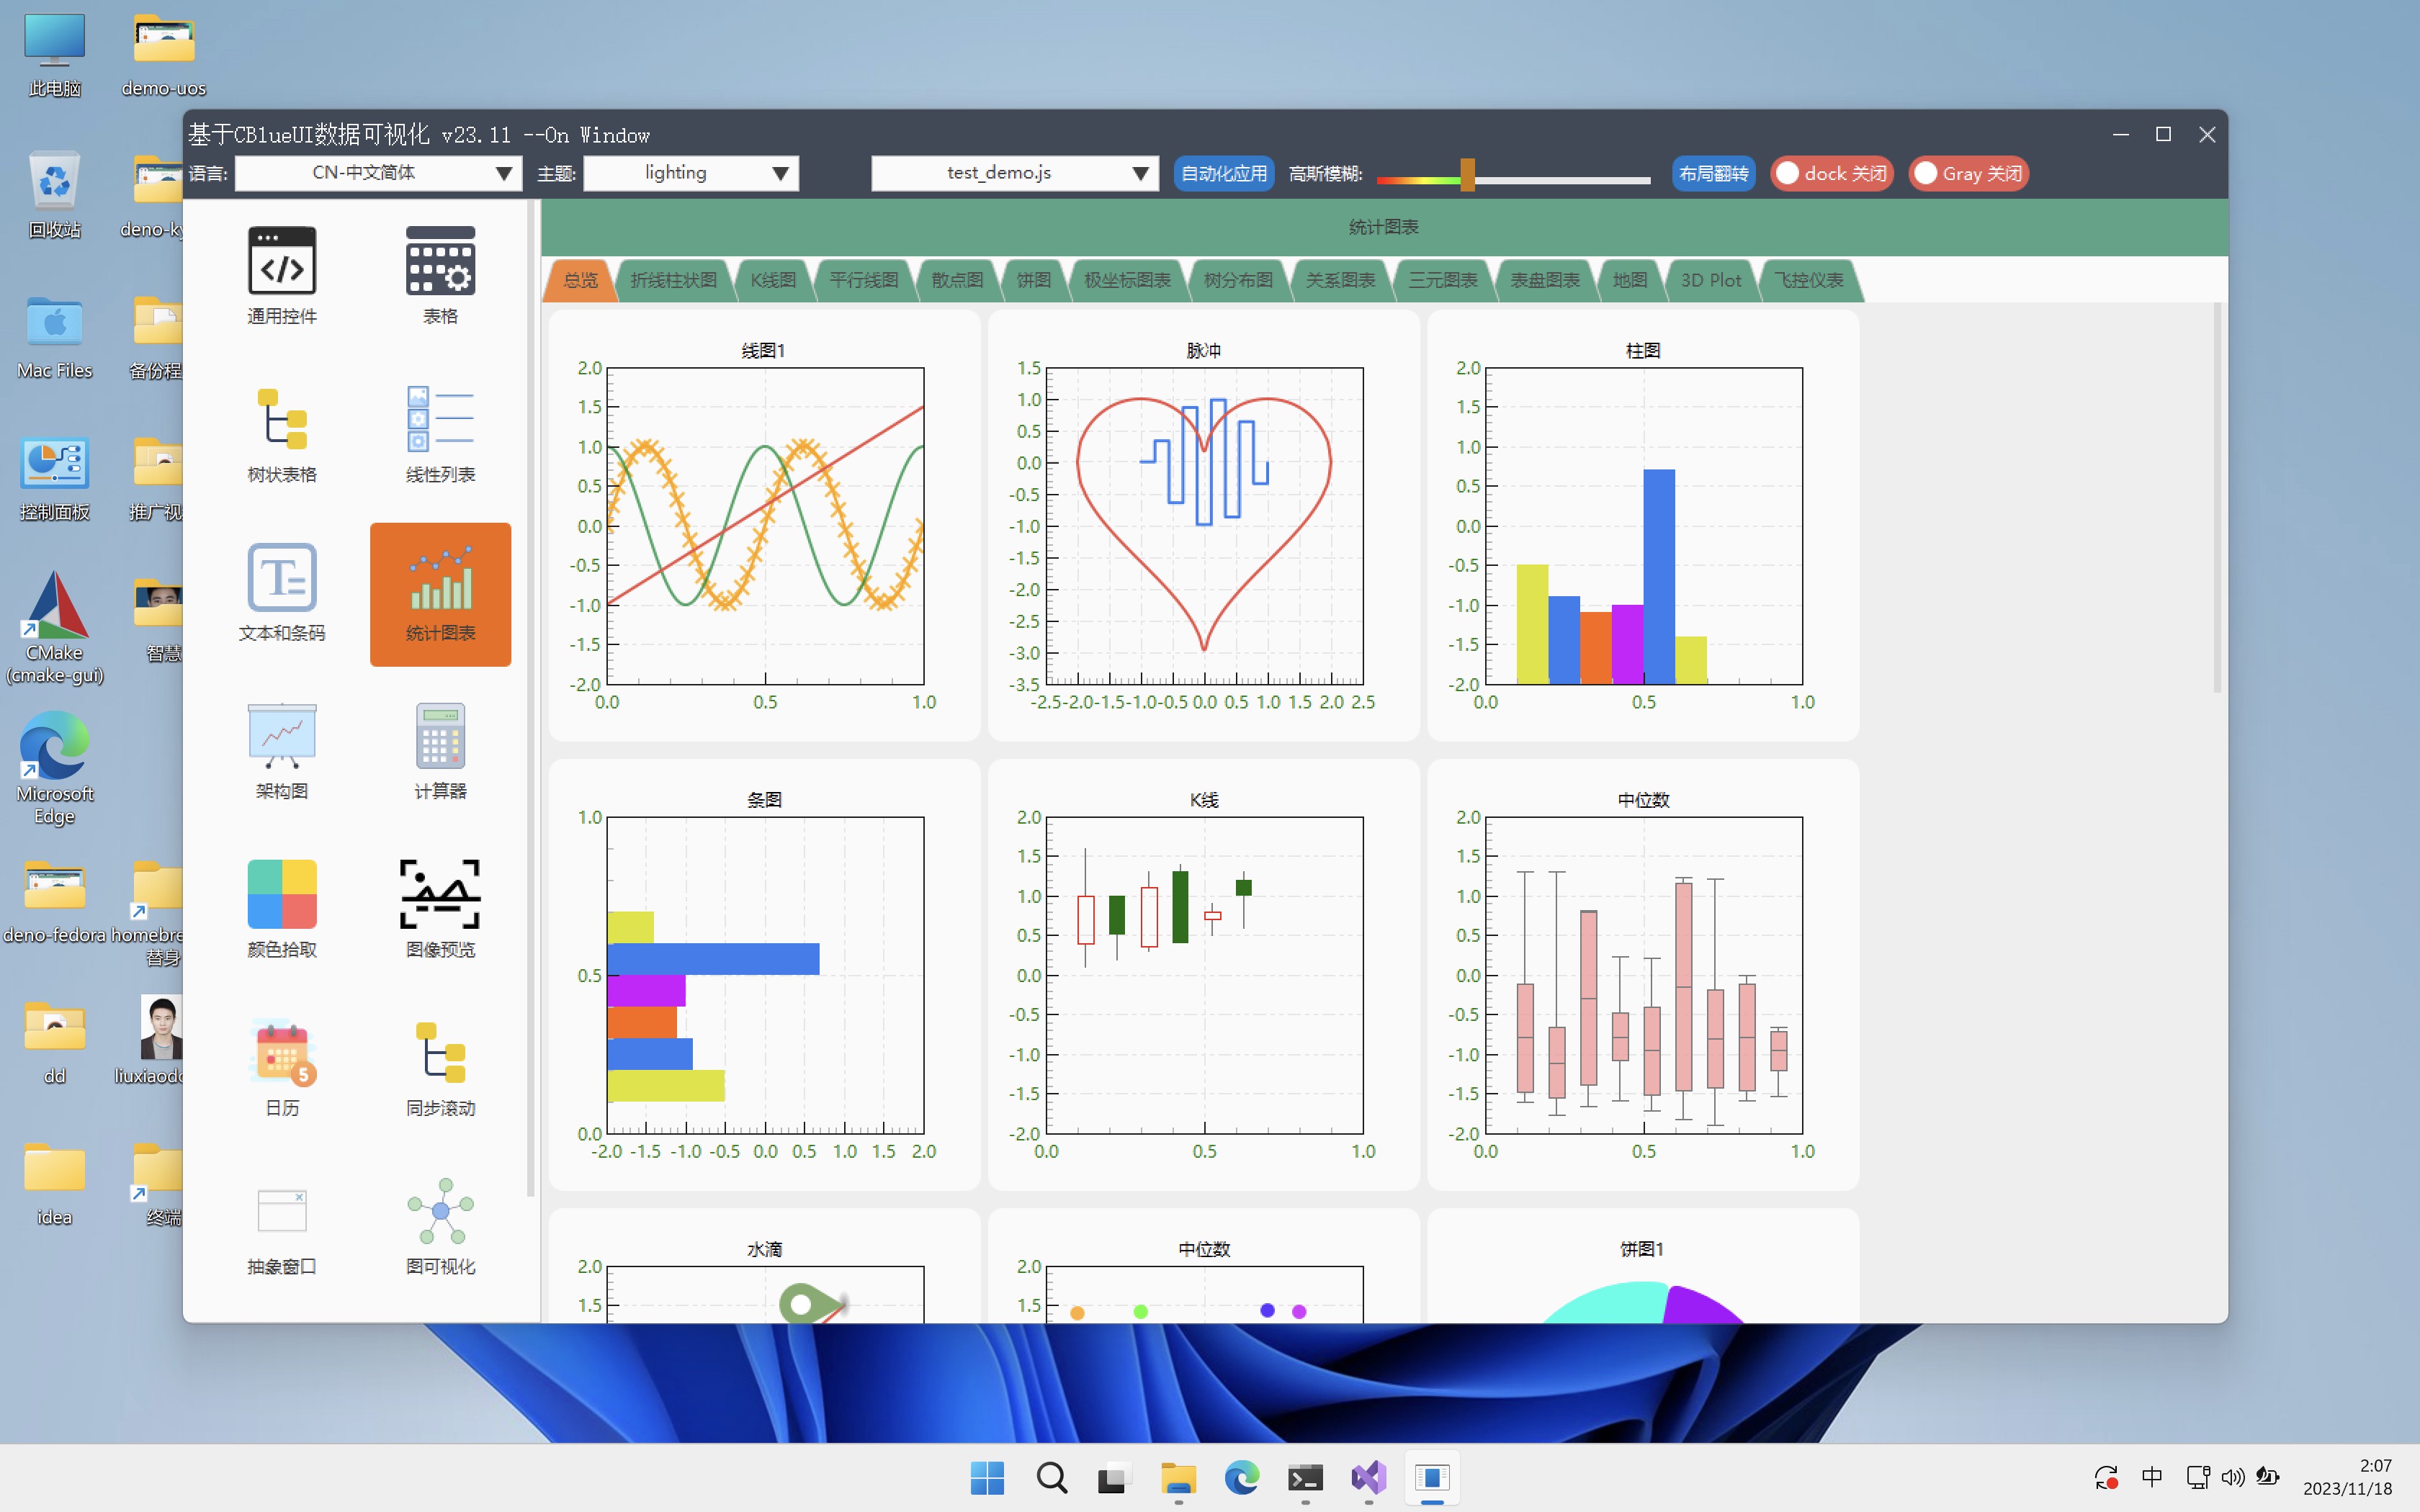 此电脑
demo-uos
回收站
deno-ky
Mac Files
备份程
控制面板
推广视
CMake
(cmake-gui)
智慧
Microsoft
Edge
deno-fedora
homebre
替身
dd
liuxiaodo
idea
终端
基于CBlueUI数据可视化 v23.11 --On Window
语言: CN-中文简体 主题: lighting test_demo.js 自动化应用 高斯模糊: 布局翻转 dock 关闭 Gray 关闭
通用控件
表格
树状表格
线性列表
文本和条码
统计图表
架构图
计算器
颜色拾取
图像预览
日历
5
同步滚动
抽象窗口
图可视化
统计图表
总览 折线柱状图 K线图 平行线图 散点图 饼图 极坐标图表 树分布图 关系图表 三元图表 表盘图表 地图 3D Plot 飞控仪表
线图1
2.0
1.5
1.0
0.5
0.0
-0.5
-1.0
-1.5
-2.0
0.0 0.5 1.0
脉冲
1.5
1.0
0.5
0.0
-0.5
-1.0
-1.5
-2.0
-2.5
-3.0
-3.5
-2.5 -2.0 -1.5 -1.0 -0.5 0.0 0.5 1.0 1.5 2.0 2.5
柱图
2.0
1.5
1.0
0.5
0.0
-0.5
-1.0
-1.5
-2.0
0.0 0.5 1.0
条图
1.0
0.5
0.0
-2.0 -1.5 -1.0 -0.5 0.0 0.5 1.0 1.5 2.0
K线
2.0
1.5
1.0
0.5
0.0
-0.5
-1.0
-1.5
-2.0
0.0 0.5 1.0
中位数
2.0
1.5
1.0
0.5
0.0
-0.5
-1.0
-1.5
-2.0
0.0 0.5 1.0
水滴
2.0
1.5
中位数
2.0
1.5
饼图1
中
2:07
2023/11/18